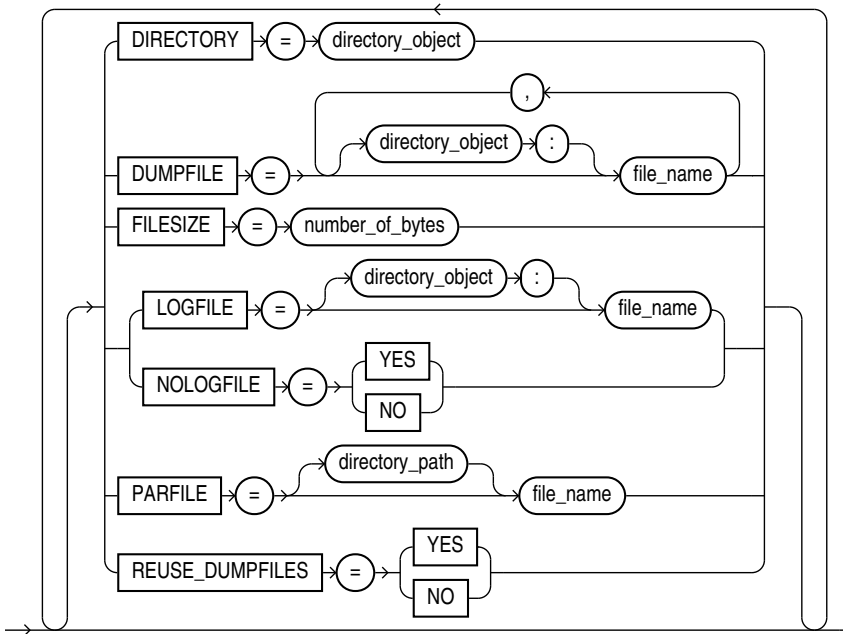 DIRECTORY = directory_object
,
directory_object :
DUMPFILE = file_name
FILESIZE = number_of_bytes
directory_object :
LOGFILE = file_name
YES
NOLOGFILE =
NO
directory_path
PARFILE = file_name
YES
REUSE_DUMPFILES =
NO